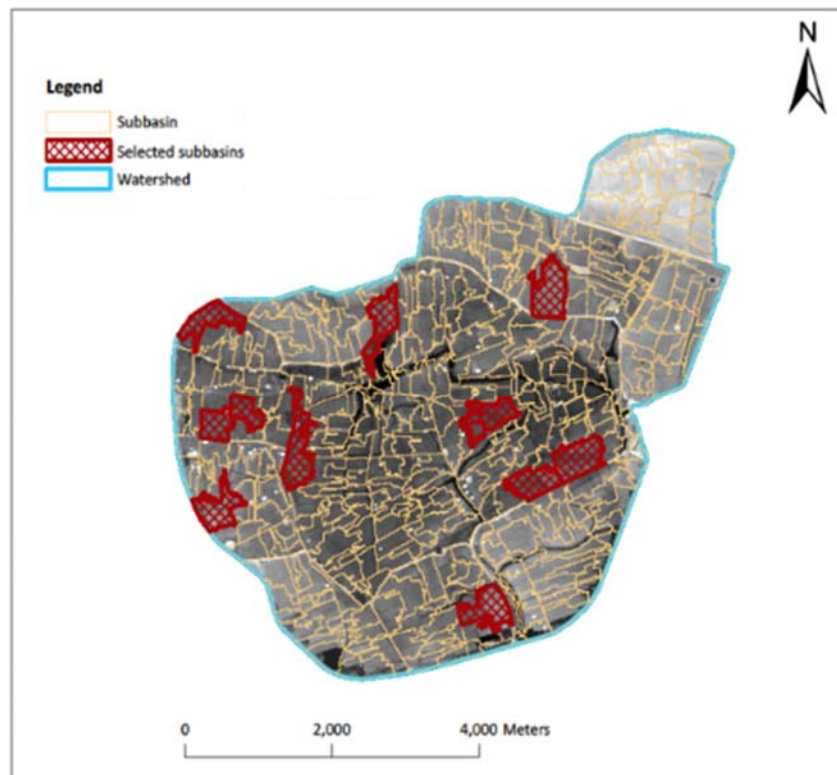 N
Legend
Subbasin
Selected subbasins
Watershed
0 2,000 4,000 Meters